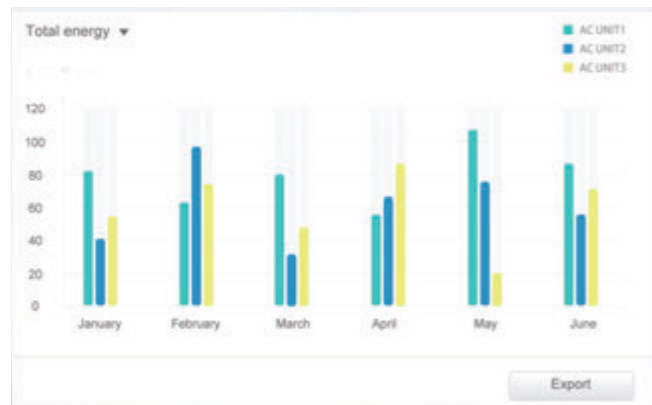 Total energy
AC UNIT1
AC UNIT2
AC UNIT3
120
100
80
60
40
20
0
January February March April May June
Export